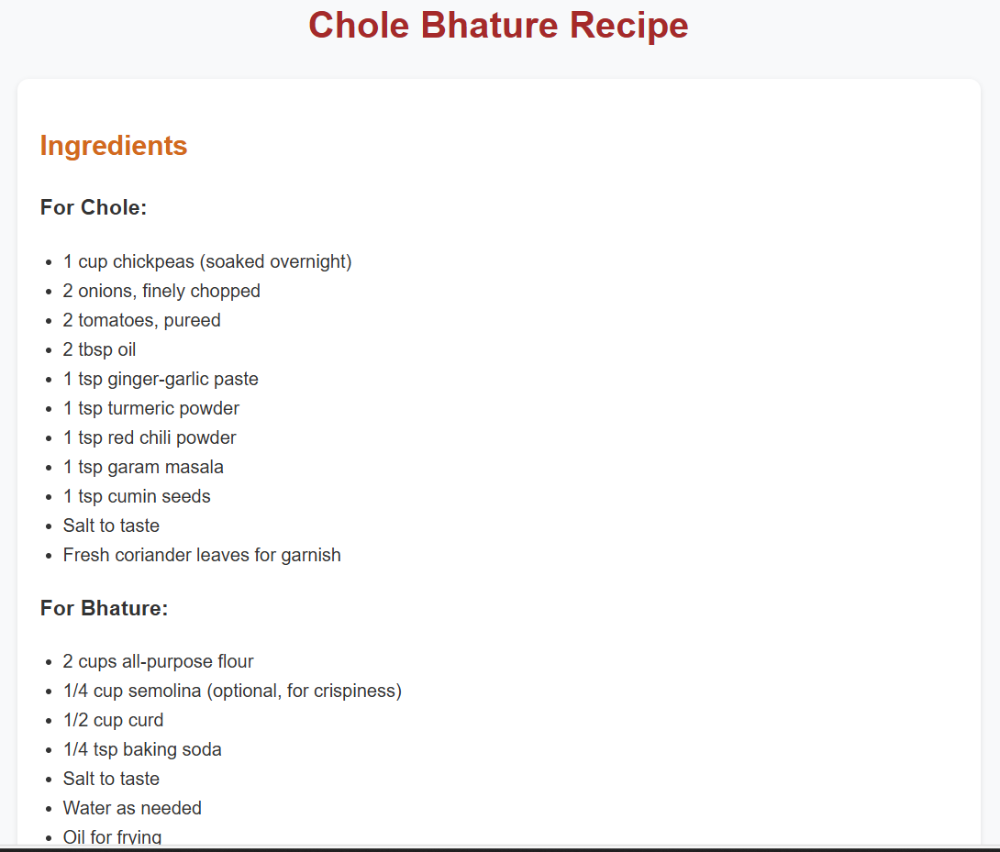 Chole Bhature Recipe
Ingredients
For Chole:
1 cup chickpeas (soaked overnight)
2 onions, finely chopped
2 tomatoes, pureed
2 tbsp oil
1 tsp ginger-garlic paste
1 tsp turmeric powder
1 tsp red chili powder
1 tsp garam masala
1 tsp cumin seeds
Salt to taste
Fresh coriander leaves for garnish
For Bhature:
2 cups all-purpose flour
1/4 cup semolina (optional, for crispiness)
1/2 cup curd
1/4 tsp baking soda
Salt to taste
Water as needed
Oil for frying